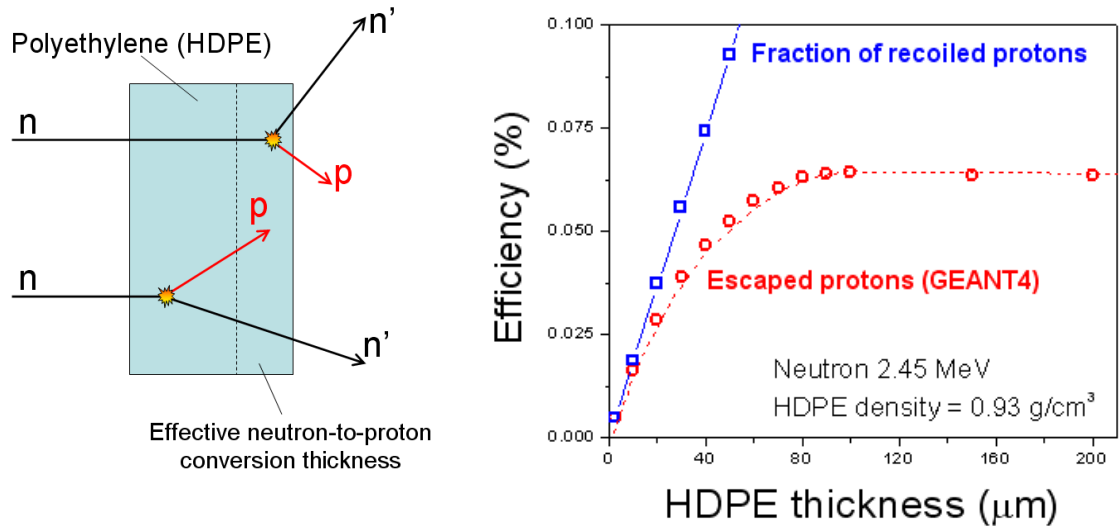 Polyethylene (HDPE)
n'
n
p
p
n
n'
Effective neutron-to-proton
conversion thickness
Efficiency (%)
0.100
0.075
0.050
0.025
0.000
Fraction of recoiled protons
Escaped protons (GEANT4)
Neutron 2.45 MeV
HDPE density = 0.93 g/cm³
0 40 80 120 160 200
HDPE thickness (μm)